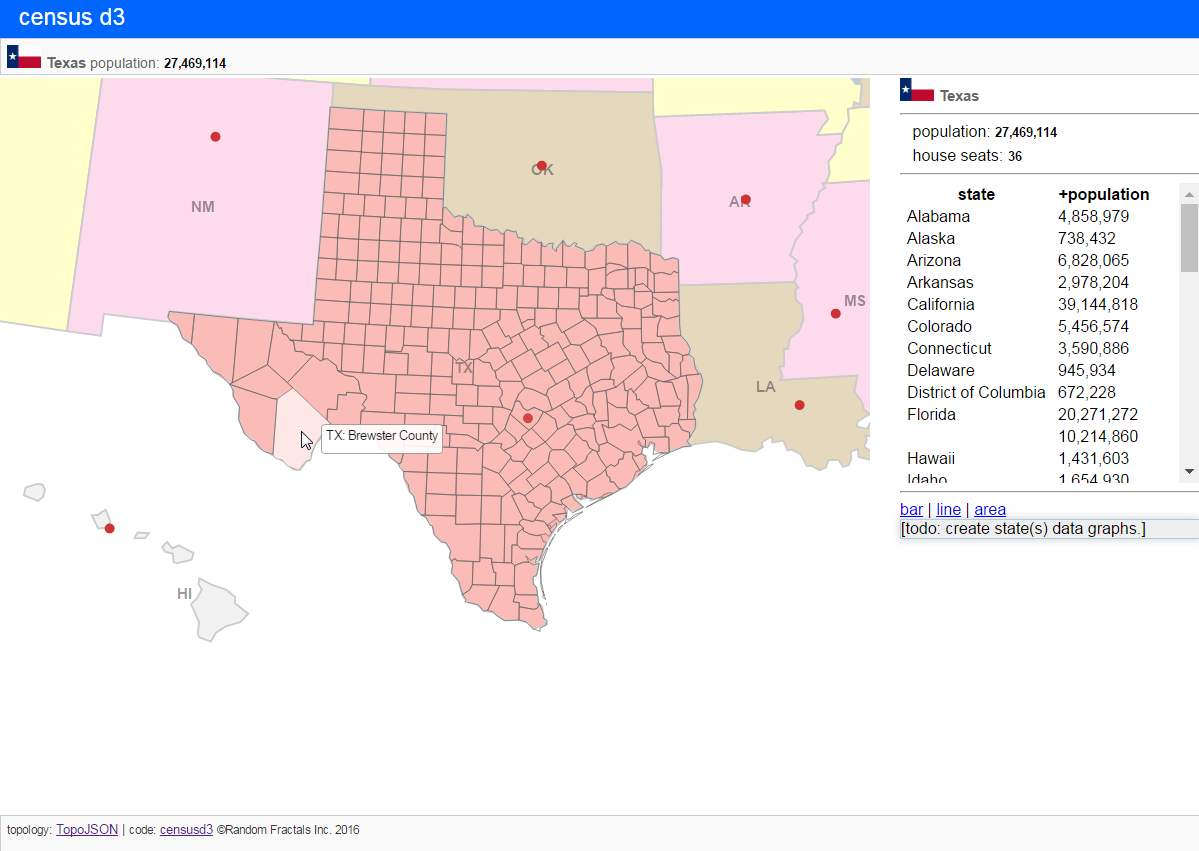 census d3
Texas population: 27,469,114
NM
OK
AR
MS
TX
LA
TX: Brewster County
HI
Texas
population: 27,469,114
house seats: 36
state +population
Alabama 4,858,979
Alaska 738,432
Arizona 6,828,065
Arkansas 2,978,204
California 39,144,818
Colorado 5,456,574
Connecticut 3,590,886
Delaware 945,934
District of Columbia 672,228
Florida 20,271,272
10,214,860
Hawaii 1,431,603
Idaho 1,654,930
bar | line | area
[todo: create state(s) data graphs.]
topology: TopoJSON | code: censusd3 ©Random Fractals Inc. 2016